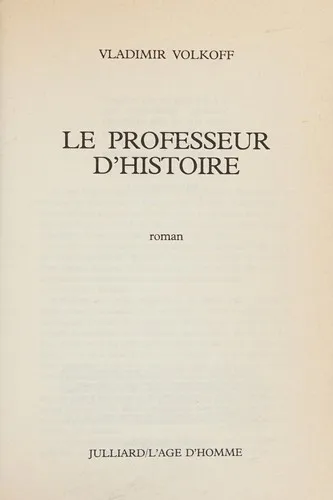 VLADIMIR VOLKOFF
LE PROFESSEUR
D'HISTOIRE
roman
JULLIARD/L'AGE D'HOMME